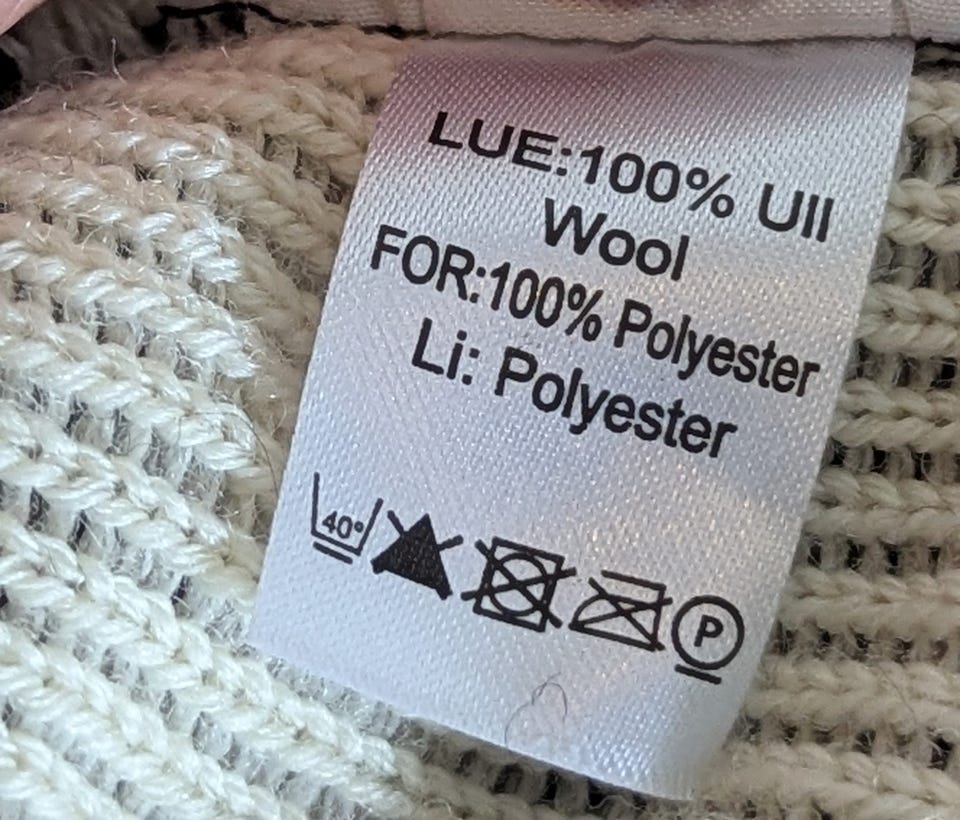 LUE:100% Ull
Wool
FOR:100% Polyester
Li: Polyester
40°
P